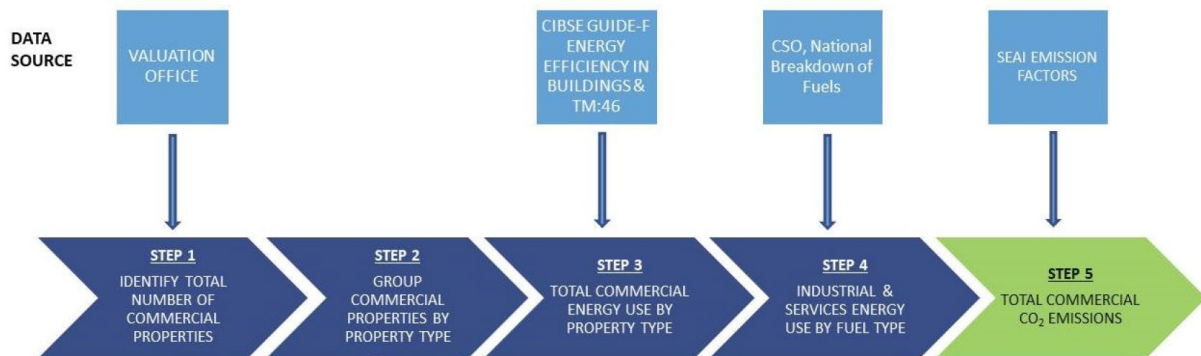 DATA
SOURCE
VALUATION
OFFICE
CIBSE GUIDE-F
ENERGY
EFFICIENCY IN
BUILDINGS &
TM:46
CSO, National
Breakdown of
Fuels
SEAI EMISSION
FACTORS
STEP 1
IDENTIFY TOTAL
NUMBER OF
COMMERCIAL
PROPERTIES
STEP 2
GROUP
COMMERCIAL
PROPERTIES BY
PROPERTY TYPE
STEP 3
TOTAL COMMERCIAL
ENERGY USE BY
PROPERTY TYPE
STEP 4
INDUSTRIAL &
SERVICES ENERGY
USE BY FUEL TYPE
STEP 5
TOTAL COMMERCIAL
CO₂ EMISSIONS